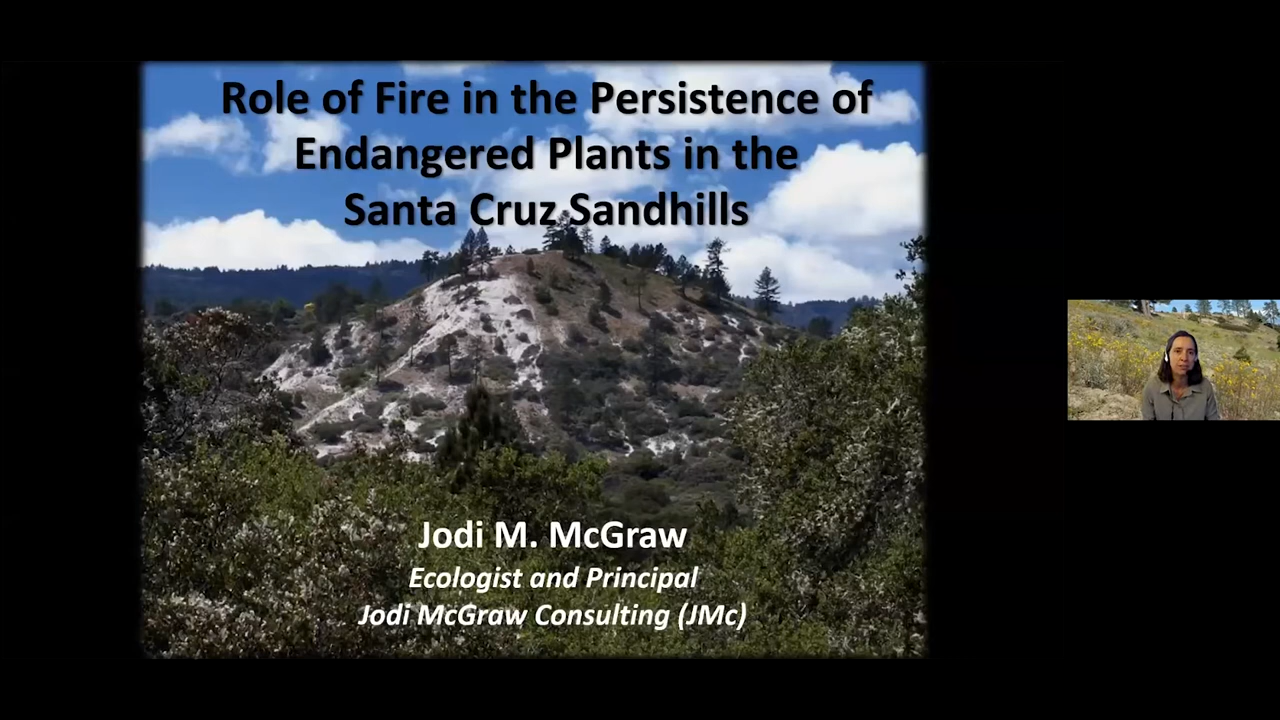 Role of Fire in the Persistence of
Endangered Plants in the
Santa Cruz Sandhills
Jodi M. McGraw
Ecologist and Principal
Jodi McGraw Consulting (JMc)